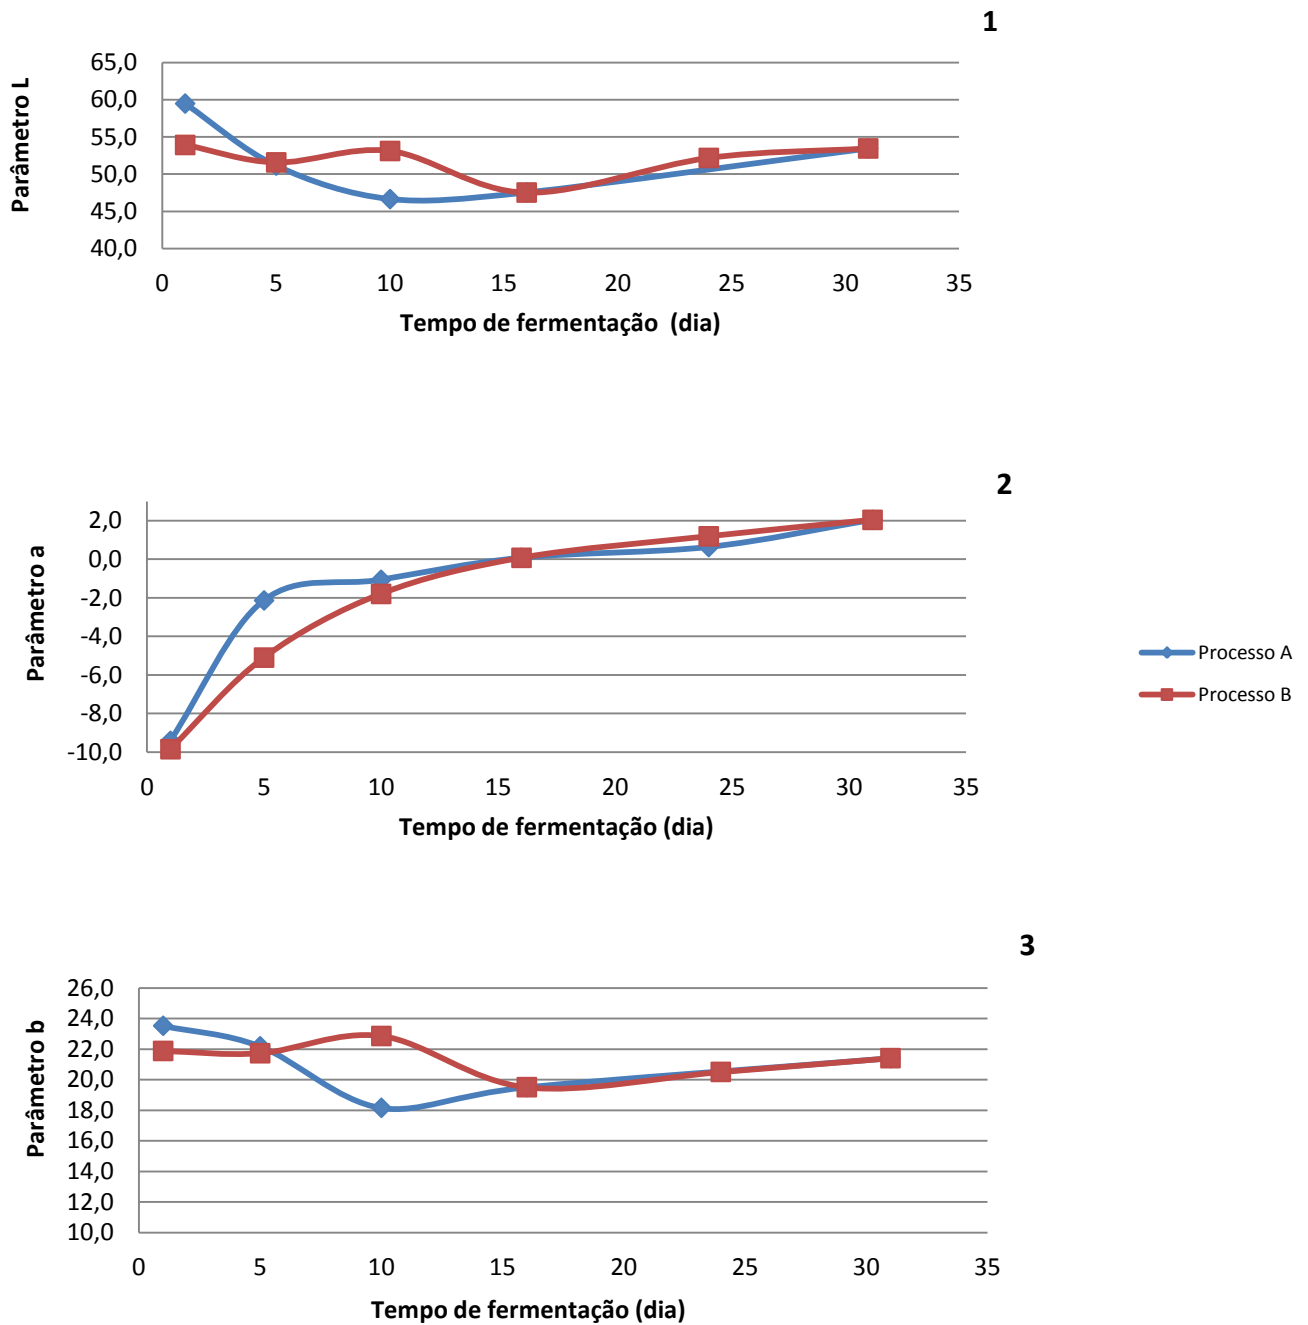 1
Parâmetro L
65,0
60,0
55,0
50,0
45,0
40,0
0 5 10 15 20 25 30 35
Tempo de fermentação (dia)
2
Parâmetro a
2,0
0,0
-2,0
-4,0
-6,0
-8,0
-10,0
0 5 10 15 20 25 30 35
Tempo de fermentação (dia)
Processo A
Processo B
3
Parâmetro b
26,0
24,0
22,0
20,0
18,0
16,0
14,0
12,0
10,0
0 5 10 15 20 25 30 35
Tempo de fermentação (dia)